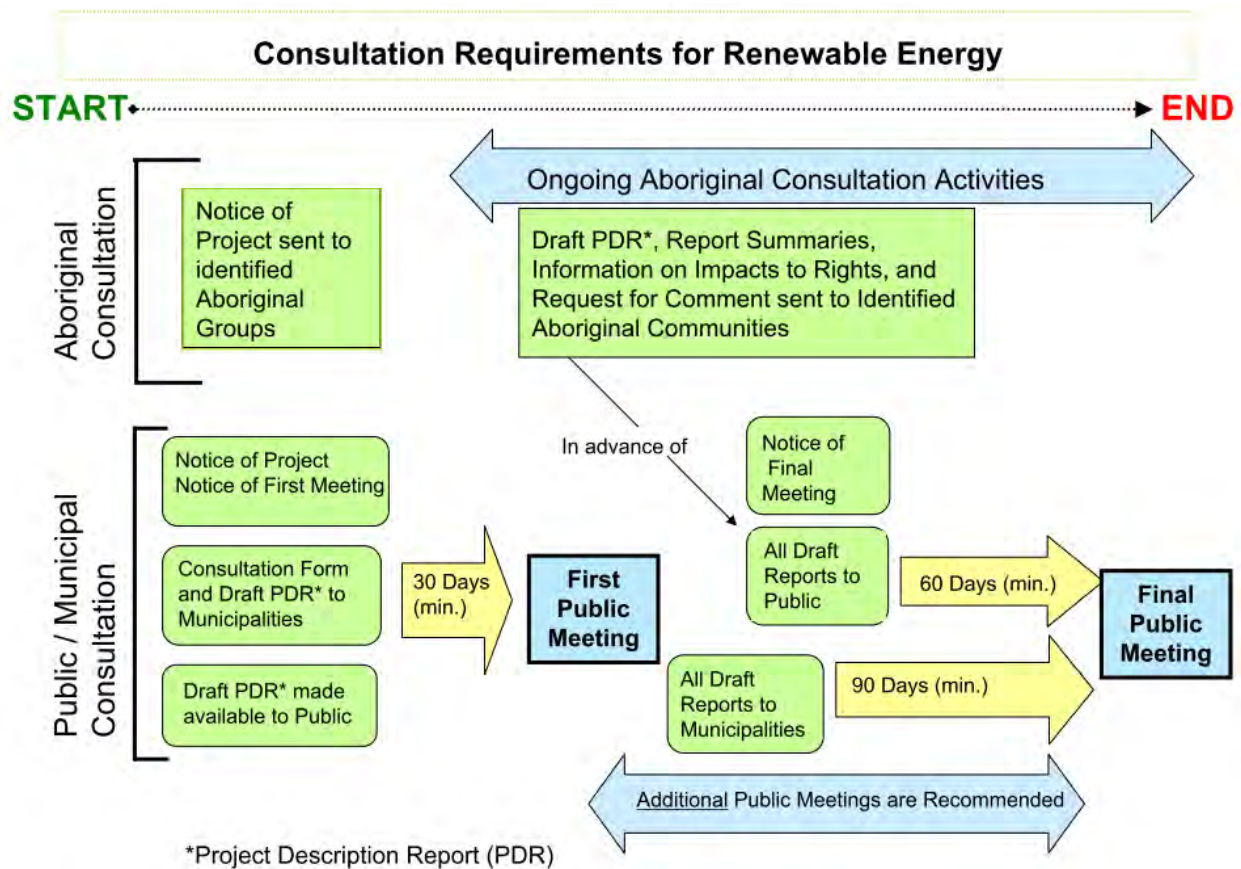 Consultation Requirements for Renewable Energy
START
END
Aboriginal
Consultation
Notice of
Project sent to
identified
Aboriginal
Groups
Ongoing Aboriginal Consultation Activities
Draft PDR*, Report Summaries,
Information on Impacts to Rights, and
Request for Comment sent to Identified
Aboriginal Communities
In advance of
Public / Municipal
Consultation
Notice of Project
Notice of First Meeting
Consultation Form
and Draft PDR* to
Municipalities
Draft PDR* made
available to Public
30 Days
(min.)
First
Public
Meeting
Notice of
Final
Meeting
All Draft
Reports to
Public
60 Days (min.)
All Draft
Reports to
Municipalities
90 Days (min.)
Final
Public
Meeting
Additional Public Meetings are Recommended
*Project Description Report (PDR)